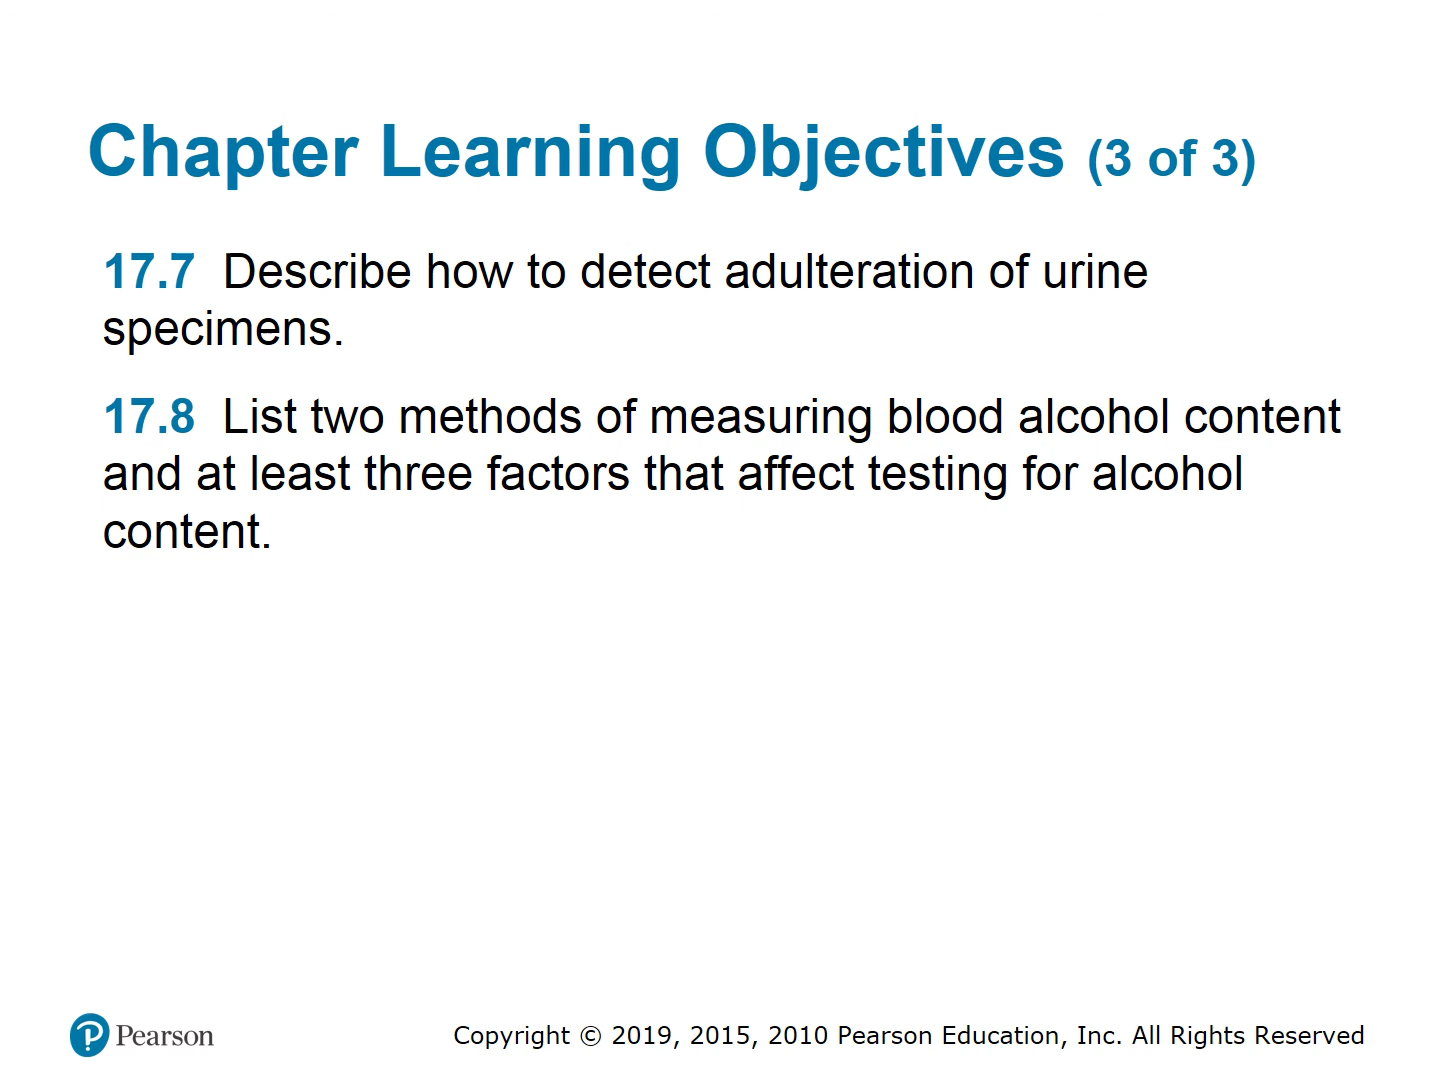 Chapter Learning Objectives (3 of 3)
17.7 Describe how to detect adulteration of urine
specimens.
17.8 List two methods of measuring blood alcohol content
and at least three factors that affect testing for alcohol
content.
Pearson
Copyright © 2019, 2015, 2010 Pearson Education, Inc. All Rights Reserved